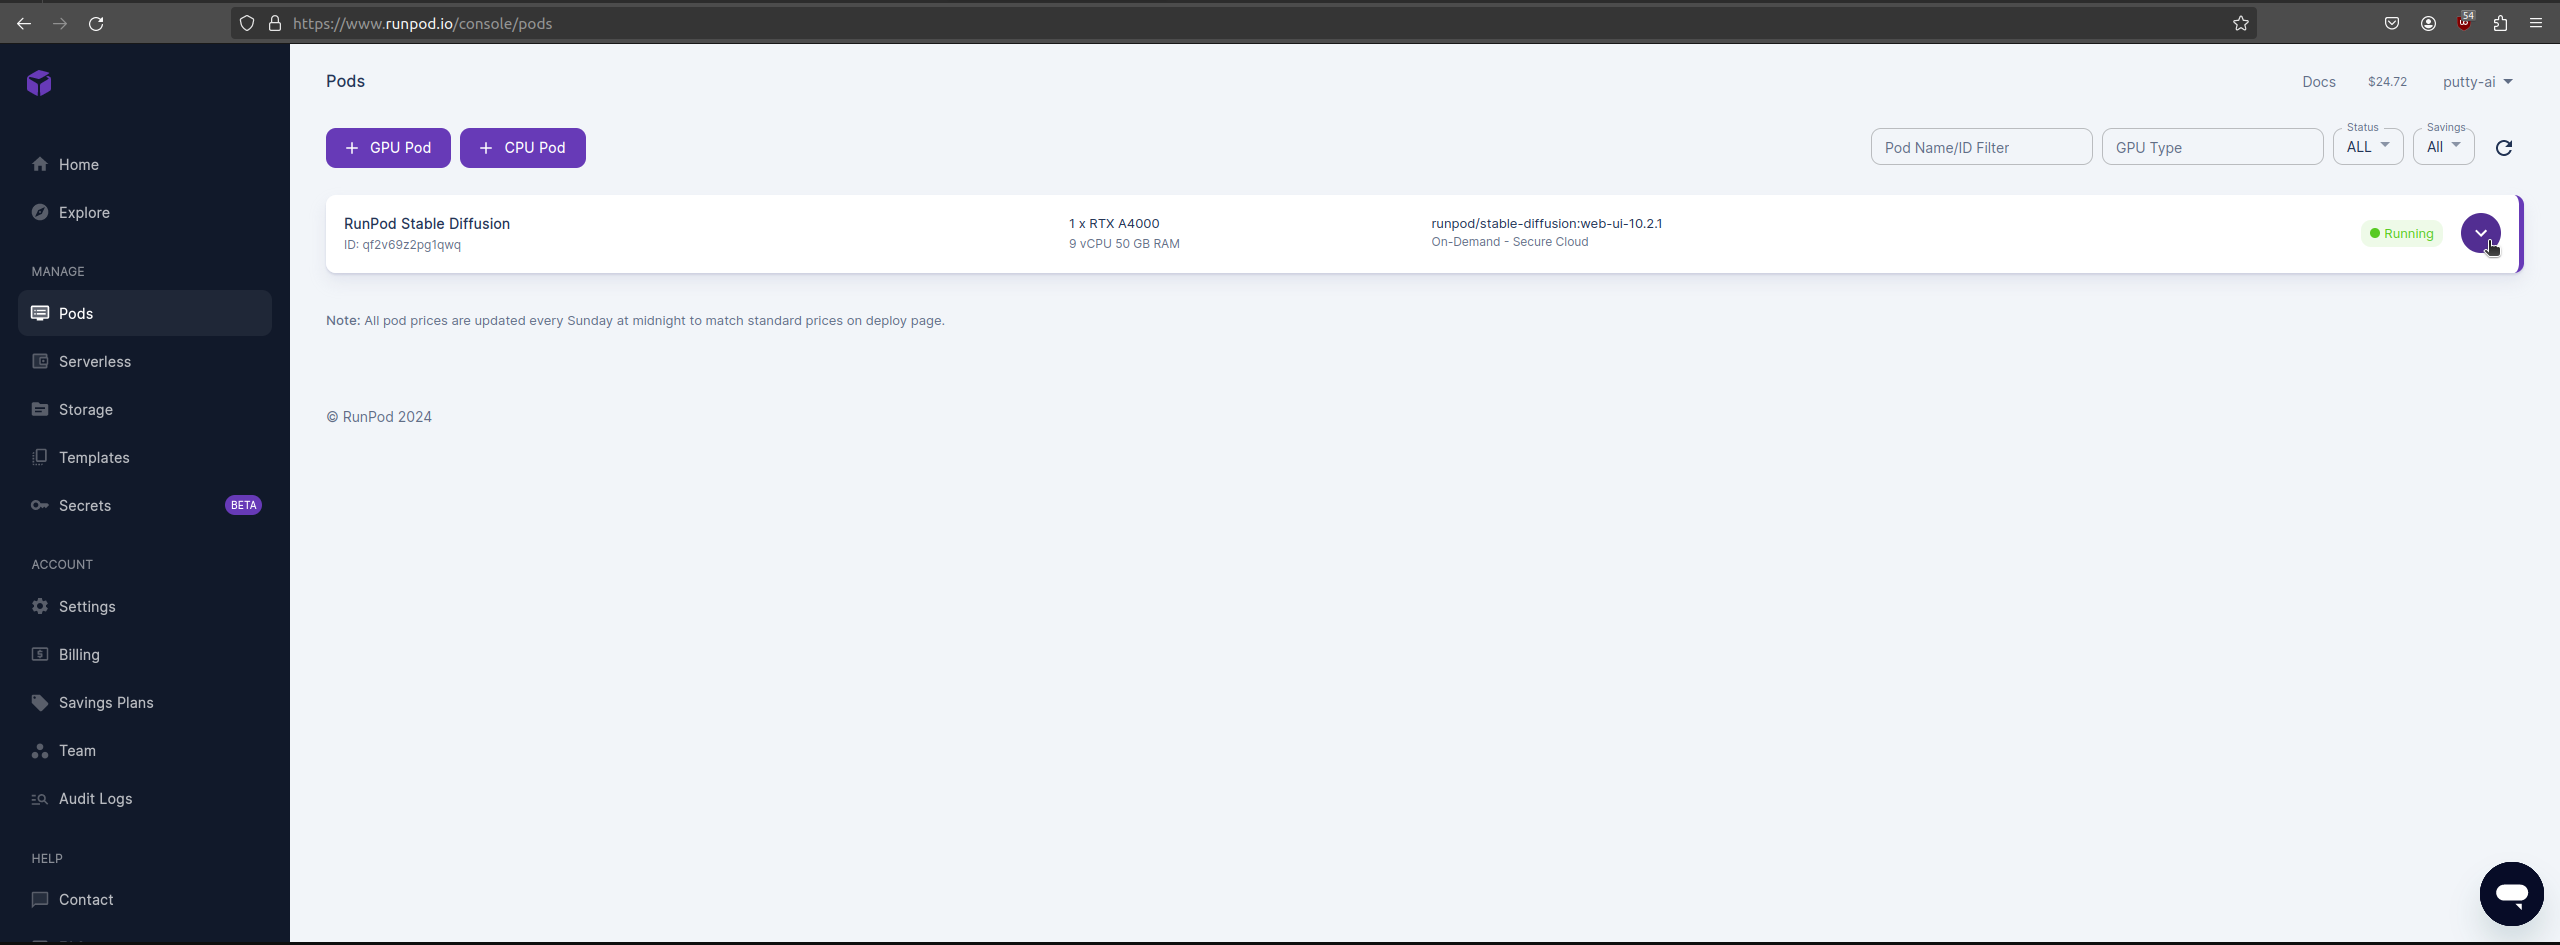 https://www.runpod.io/console/pods
54
Pods
Docs
$24.72
putty-ai
Home
Explore
MANAGE
Pods
Serverless
Storage
Templates
Secrets
BETA
ACCOUNT
Settings
Billing
Savings Plans
Team
Audit Logs
HELP
Contact
+ GPU Pod
+ CPU Pod
Pod Name/ID Filter
GPU Type
Status
ALL
Savings
All
RunPod Stable Diffusion
ID: qf2v69z2pg1qwq
1 x RTX A4000
9 vCPU 50 GB RAM
runpod/stable-diffusion:web-ui-10.2.1
On-Demand - Secure Cloud
Running
Note: All pod prices are updated every Sunday at midnight to match standard prices on deploy page.
© RunPod 2024